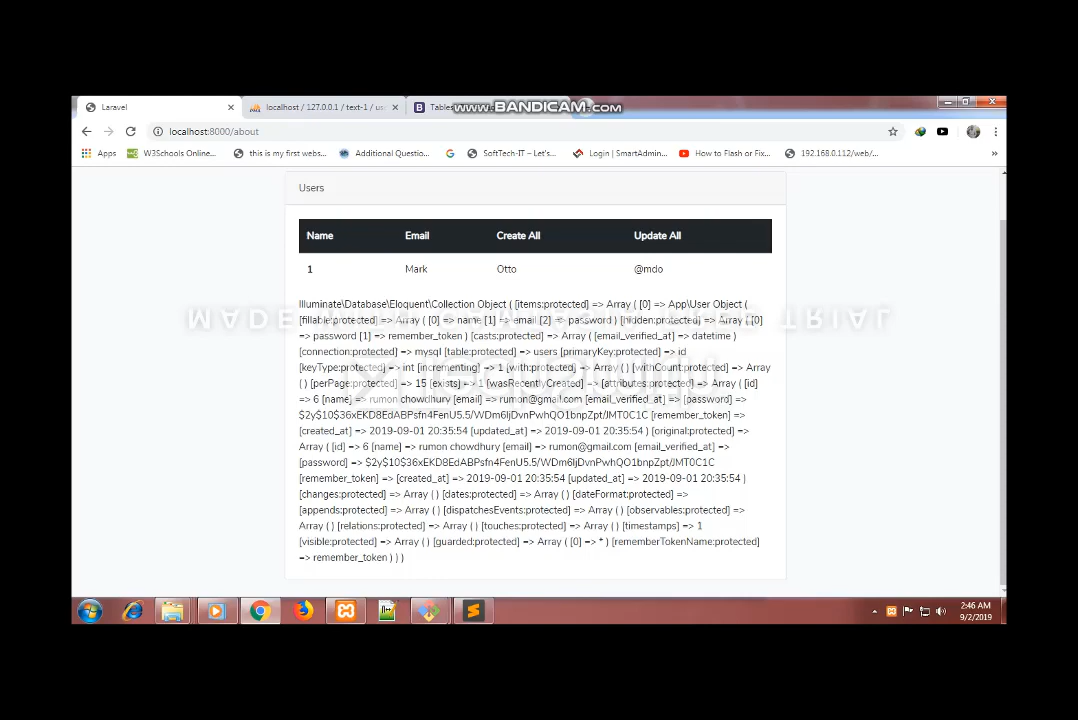 Laravel
localhost / 127.0.0.1 / text-1 / us
Tables
www.BANDICAM.com
localhost:8000/about
Apps
W3Schools Online...
this is my first webs...
Additional Questio...
SoftTech-IT – Let's...
Login | SmartAdmin...
How to Flash or Fix...
192.168.0.112/web/...
»
Users
Name Email Create All Update All
1 Mark Otto @mdo
Illuminate\Database\Eloquent\Collection Object ( [items:protected] => Array ( [0] => App\User Object (
[fillable:protected] => Array ( [0] => name [1] => email [2] => password ) [hidden:protected] => Array ( [0]
=> password [1] => remember_token ) [casts:protected] => Array ( [email_verified_at] => datetime )
[connection:protected] => mysql [table:protected] => users [primaryKey:protected] => id
[keyType:protected] => int [incrementing] => 1 [with:protected] => Array ( ) [withCount:protected] => Array
( ) [perPage:protected] => 15 [exists] => 1 [wasRecentlyCreated] => [attributes:protected] => Array ( [id]
=> 6 [name] => rumon chowdhury [email] => rumon@gmail.com [email_verified_at] => [password] =>
$2y$10$36xEKD8EdABPsfn4FenU5.5/WDm6ljDvnPwhQO1bnpZpt/JMT0C1C [remember_token] =>
[created_at] => 2019-09-01 20:35:54 [updated_at] => 2019-09-01 20:35:54 ) [original:protected] =>
Array ( [id] => 6 [name] => rumon chowdhury [email] => rumon@gmail.com [email_verified_at] =>
[password] => $2y$10$36xEKD8EdABPsfn4FenU5.5/WDm6ljDvnPwhQO1bnpZpt/JMT0C1C
[remember_token] => [created_at] => 2019-09-01 20:35:54 [updated_at] => 2019-09-01 20:35:54 )
[changes:protected] => Array ( ) [dates:protected] => Array ( ) [dateFormat:protected] =>
[appends:protected] => Array ( ) [dispatchesEvents:protected] => Array ( ) [observables:protected] =>
Array ( ) [relations:protected] => Array ( ) [touches:protected] => Array ( ) [timestamps] => 1
[visible:protected] => Array ( ) [guarded:protected] => Array ( [0] => * ) [rememberTokenName:protected]
=> remember_token ) ) )
2:46 AM
9/2/2019